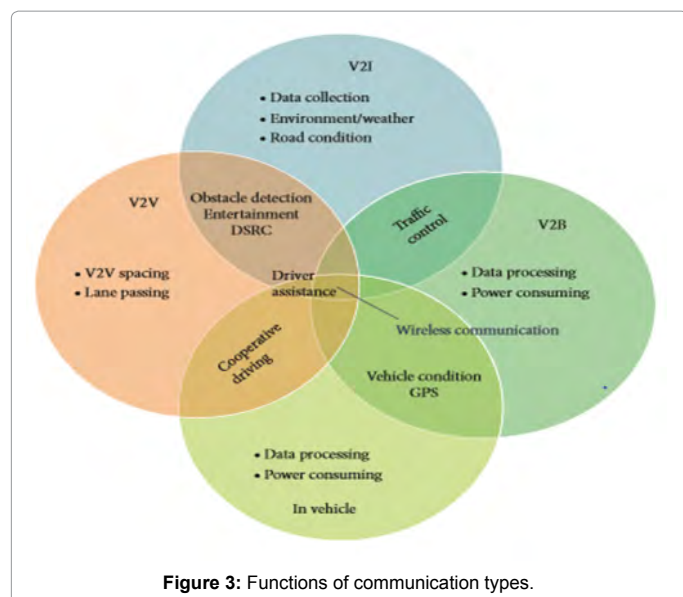 V2I
• Data collection
• Environment/weather
• Road condition
V2V
Obstacle detection
Entertainment
DSRC
Traffic
control
V2B
• V2V spacing
• Lane passing
Driver
assistance
• Data processing
• Power consuming
Wireless communication
Cooperative
driving
Vehicle condition
GPS
• Data processing
• Power consuming
In vehicle
Figure 3: Functions of communication types.